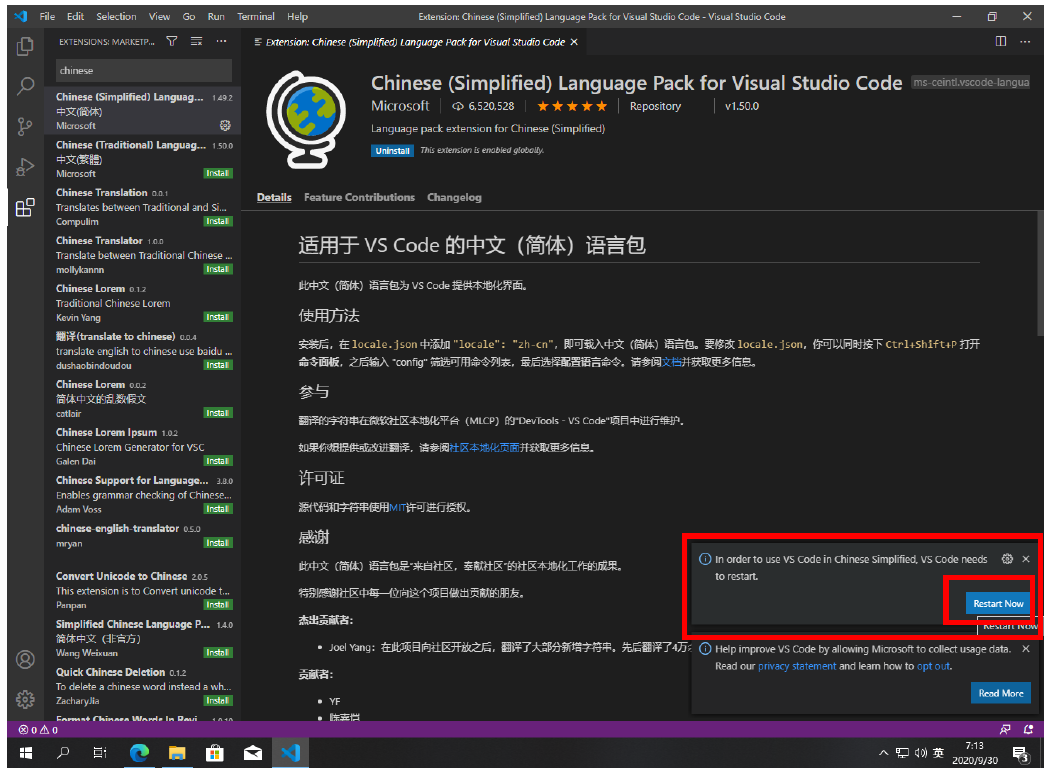 File Edit Selection View Go Run Terminal Help
Extension: Chinese (Simplified) Language Pack for Visual Studio Code - Visual Studio Code
EXTENSIONS: MARKETP...
Extension: Chinese (Simplified) Language Pack for Visual Studio Code
chinese
Chinese (Simplified) Languag... 1.49.2
中文(简体)
Microsoft
Chinese (Traditional) Languag... 1.50.0
中文(繁體)
Microsoft Install
Chinese Translation 0.0.1
Translates between Traditional and Si...
Compulim Install
Chinese Translator 1.0.0
Translate between Traditional Chinese ...
mollykannn Install
Chinese Lorem 0.1.2
Traditional Chinese Lorem
Kevin Yang Install
翻译(translate to chinese) 0.0.4
translate english to chinese use baidu ...
dushaobindoudou Install
Chinese Lorem 0.0.2
简体中文的乱数假文
catlair Install
Chinese Lorem Ipsum 1.0.2
Chinese Lorem Generator for VSC
Galen Dai Install
Chinese Support for Language... 3.8.0
Enables grammar checking of Chinese...
Adam Voss Install
chinese-english-translator 0.5.0
mryan Install
Convert Unicode to Chinese 2.0.5
This extension is to Convert unicode t...
Panpan Install
Simplified Chinese Language P... 1.4.0
简体中文（非官方）
Wang Weixuan Install
Quick Chinese Deletion 0.1.2
To delete a chinese word instead a wh...
ZacharyJia Install
Format Chinese Words In Revi...
Chinese (Simplified) Language Pack for Visual Studio Code ms-ceintl.vscode-langua
Microsoft 6,520,528 ★★★★★ Repository v1.50.0
Language pack extension for Chinese (Simplified)
Uninstall This extension is enabled globally.
Details Feature Contributions Changelog
适用于 VS Code 的中文（简体）语言包
此中文（简体）语言包为 VS Code 提供本地化界面。
使用方法
安装后，在 locale.json 中添加 "locale": "zh-cn"，即可载入中文（简体）语言包。要修改 locale.json，你可以同时按下 Ctrl+Shift+P 打开
命令面板，之后输入 "config" 筛选可用命令列表，最后选择配置语言命令。请参阅文档并获取更多信息。
参与
翻译的字符串在微软社区本地化平台（MLCP）的"DevTools - VS Code"项目中进行维护。
如果你想提供或改进翻译，请参阅社区本地化页面并获取更多信息。
许可证
源代码和字符串使用MIT许可进行授权。
感谢
此中文（简体）语言包是"来自社区，奉献社区"的社区本地化工作的成果。
特别感谢社区中每一位向这个项目做出贡献的朋友。
杰出贡献者：
• Joel Yang：在此项目向社区开放之后，翻译了大部分新增字符串。先后翻译了4万
贡献者：
• YF
• 陈嘉恺
In order to use VS Code in Chinese Simplified, VS Code needs
to restart.
Restart Now
Restart Now
Help improve VS Code by allowing Microsoft to collect usage data.
Read our privacy statement and learn how to opt out.
Read More
0 0
英
7:13
2020/9/30
3